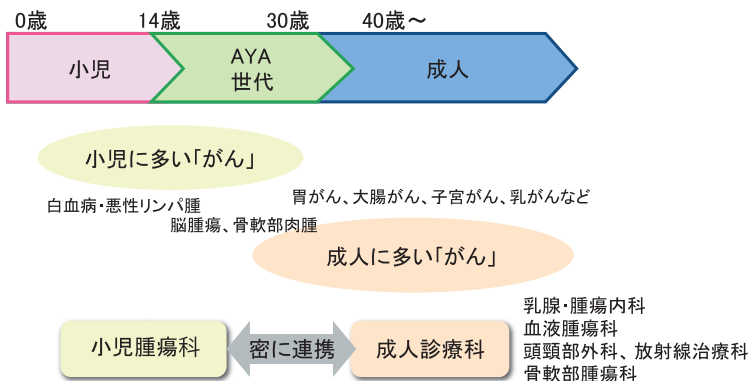 0歳 14歳 30歳 40歳～
小児
AYA
世代
成人
小児に多い「がん」
白血病・悪性リンパ腫
胃がん、大腸がん、子宮がん、乳がんなど
脳腫瘍、骨軟部肉腫
成人に多い「がん」
小児腫瘍科
密に連携
成人診療科
乳腺・腫瘍内科
血液腫瘍科
頭頸部外科、放射線治療科
骨軟部腫瘍科